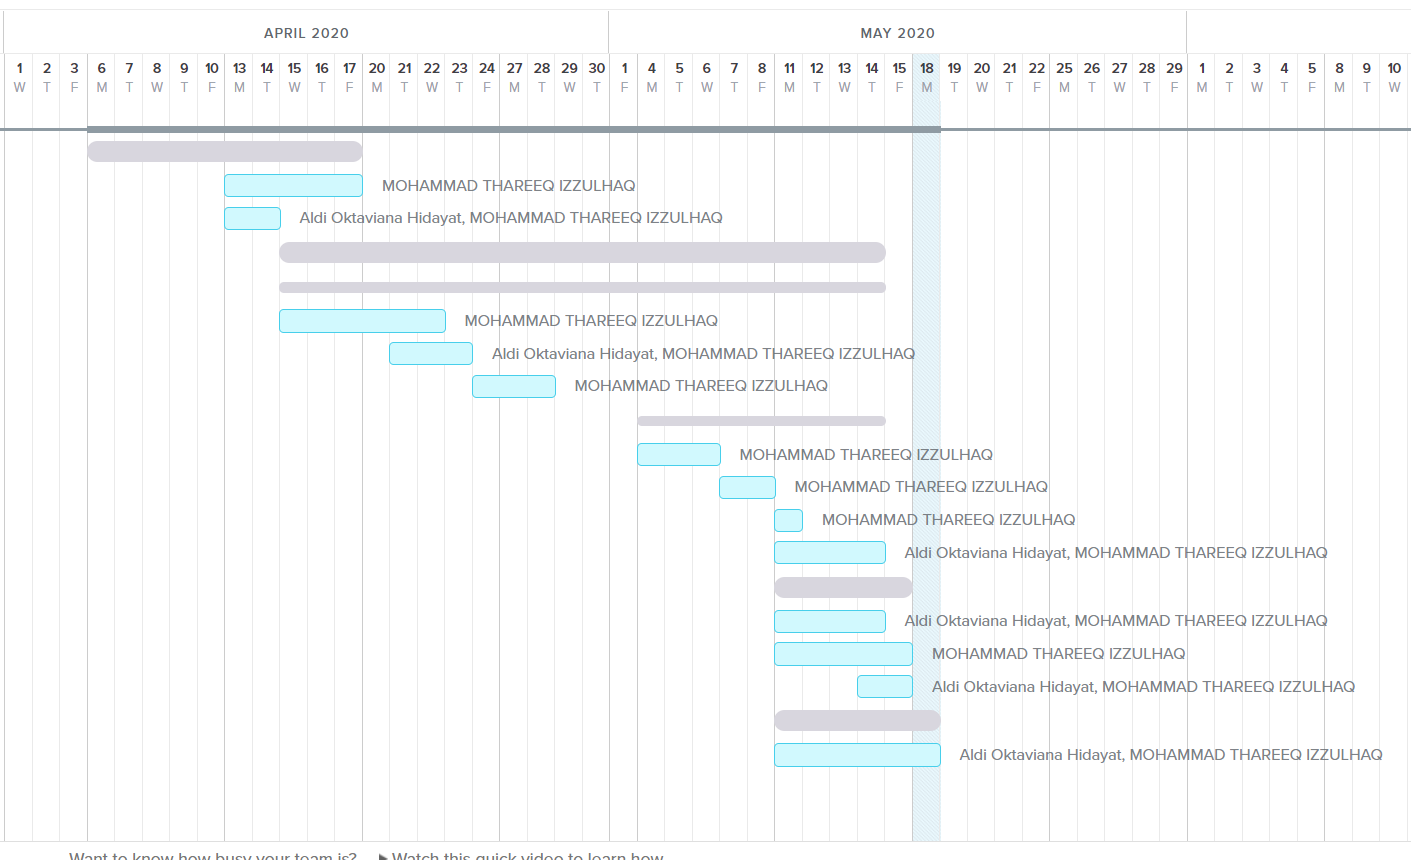 APRIL 2020 MAY 2020
1 2 3 6 7 8 9 10 13 14 15 16 17 20 21 22 23 24 27 28 29 30 1 4 5 6 7 8 11 12 13 14 15 18 19 20 21 22 25 26 27 28 29 1 2 3 4 5 8 9 10
W T F M T W T F M T W T F M T W T F M T W T F M T W T F M T W T F M T W T F M T W T F M T W T F M T W
MOHAMMAD THAREEQ IZZULHAQ
Aldi Oktaviana Hidayat, MOHAMMAD THAREEQ IZZULHAQ
MOHAMMAD THAREEQ IZZULHAQ
Aldi Oktaviana Hidayat, MOHAMMAD THAREEQ IZZULHAQ
MOHAMMAD THAREEQ IZZULHAQ
MOHAMMAD THAREEQ IZZULHAQ
MOHAMMAD THAREEQ IZZULHAQ
MOHAMMAD THAREEQ IZZULHAQ
Aldi Oktaviana Hidayat, MOHAMMAD THAREEQ IZZULHAQ
Aldi Oktaviana Hidayat, MOHAMMAD THAREEQ IZZULHAQ
MOHAMMAD THAREEQ IZZULHAQ
Aldi Oktaviana Hidayat, MOHAMMAD THAREEQ IZZULHAQ
Aldi Oktaviana Hidayat, MOHAMMAD THAREEQ IZZULHAQ
Want to know how busy your team is? Watch this quick video to learn how